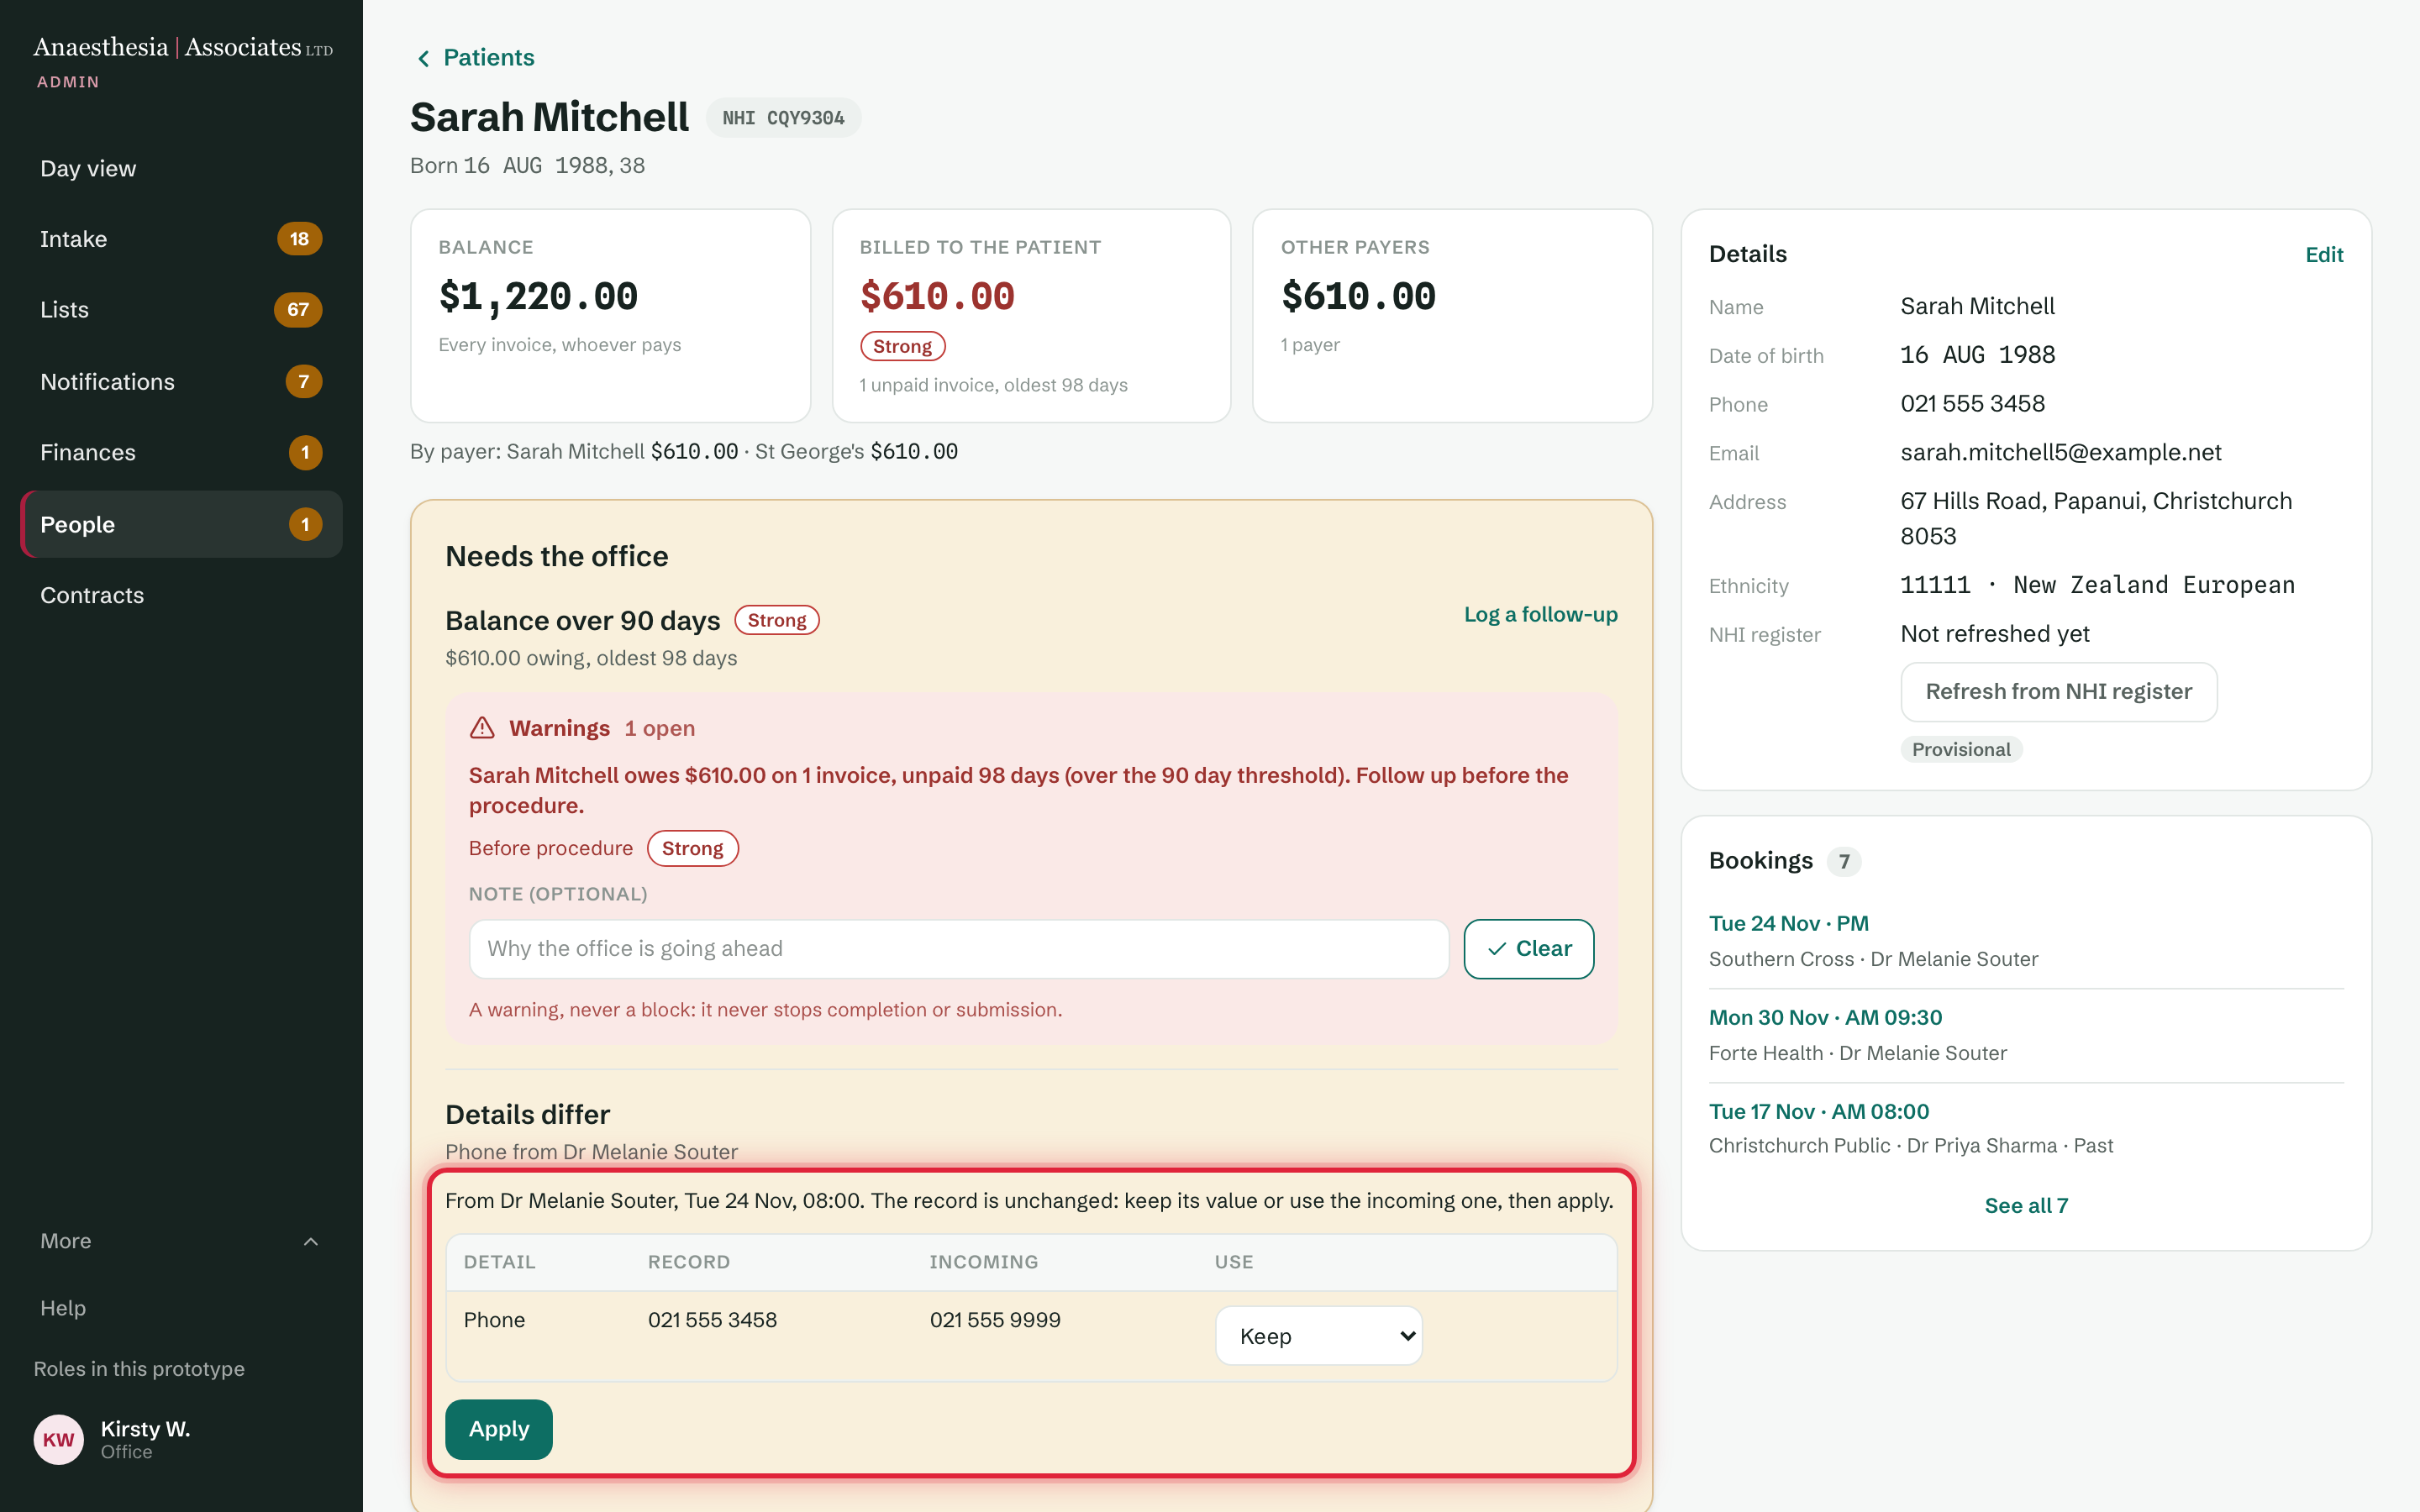 Anaesthesia | Associates LTD
ADMIN
Day view
Intake 18
Lists 67
Notifications 7
Finances 1
People 1
Contracts
More
Help
Roles in this prototype
KW
Kirsty W.
Office
Patients
Sarah Mitchell NHI CQY9304
Born 16 AUG 1988, 38
BALANCE
$1,220.00
Every invoice, whoever pays
BILLED TO THE PATIENT
$610.00
Strong
1 unpaid invoice, oldest 98 days
OTHER PAYERS
$610.00
1 payer
By payer: Sarah Mitchell $610.00 · St George's $610.00
Needs the office
Balance over 90 days Strong
Log a follow-up
$610.00 owing, oldest 98 days
Warnings 1 open
Sarah Mitchell owes $610.00 on 1 invoice, unpaid 98 days (over the 90 day threshold). Follow up before the
procedure.
Before procedure Strong
NOTE (OPTIONAL)
Why the office is going ahead
Clear
A warning, never a block: it never stops completion or submission.
Details differ
Phone from Dr Melanie Souter
From Dr Melanie Souter, Tue 24 Nov, 08:00. The record is unchanged: keep its value or use the incoming one, then apply.
DETAIL RECORD INCOMING USE
Phone 021 555 3458 021 555 9999 Keep
Apply
Details Edit
Name Sarah Mitchell
Date of birth 16 AUG 1988
Phone 021 555 3458
Email sarah.mitchell5@example.net
Address 67 Hills Road, Papanui, Christchurch
8053
Ethnicity 11111 · New Zealand European
NHI register Not refreshed yet
Refresh from NHI register
Provisional
Bookings 7
Tue 24 Nov · PM
Southern Cross · Dr Melanie Souter
Mon 30 Nov · AM 09:30
Forte Health · Dr Melanie Souter
Tue 17 Nov · AM 08:00
Christchurch Public · Dr Priya Sharma · Past
See all 7